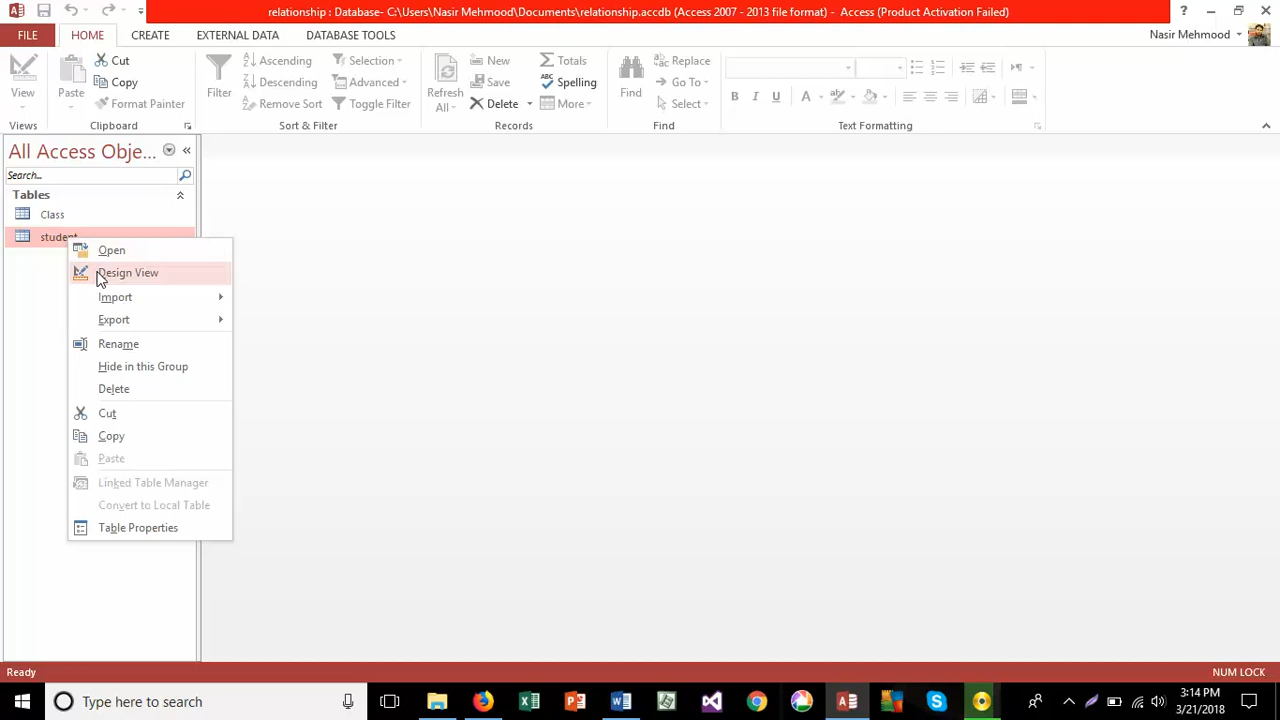 relationship : Database- C:\Users\Nasir Mehmood\Documents\relationship.accdb (Access 2007 - 2013 file format) - Access (Product Activation Failed)
FILE HOME CREATE EXTERNAL DATA DATABASE TOOLS Nasir Mehmood
View
Views
Paste
Cut
Copy
Format Painter
Clipboard
Filter
Ascending
Descending
Remove Sort
Selection
Advanced
Toggle Filter
Sort & Filter
Refresh
All
New
Save
Delete
Totals
Spelling
More
Records
Find
Replace
Go To
Select
Find
B I U A
Text Formatting
All Access Obje...
Search...
Tables
Class
student
Open
Design View
Import
Export
Rename
Hide in this Group
Delete
Cut
Copy
Paste
Linked Table Manager
Convert to Local Table
Table Properties
Ready NUM LOCK
Type here to search
3:14 PM
3/21/2018